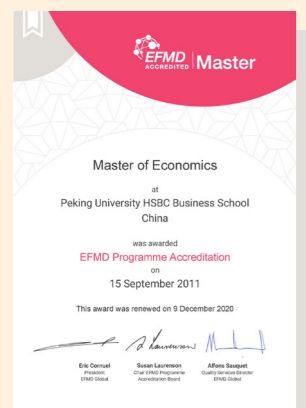 EFMD
ACCREDITED
Master
Master of Economics
at
Peking University HSBC Business School
China
was awarded
EFMD Programme Accreditation
on
15 September 2011
This award was renewed on 9 December 2020
Eric Cornuel
President
EFMD Global
Susan Laurenson
Chair EFMD Programme
Accreditation Board
Alfons Sauquet
Quality Services Director
EFMD Global